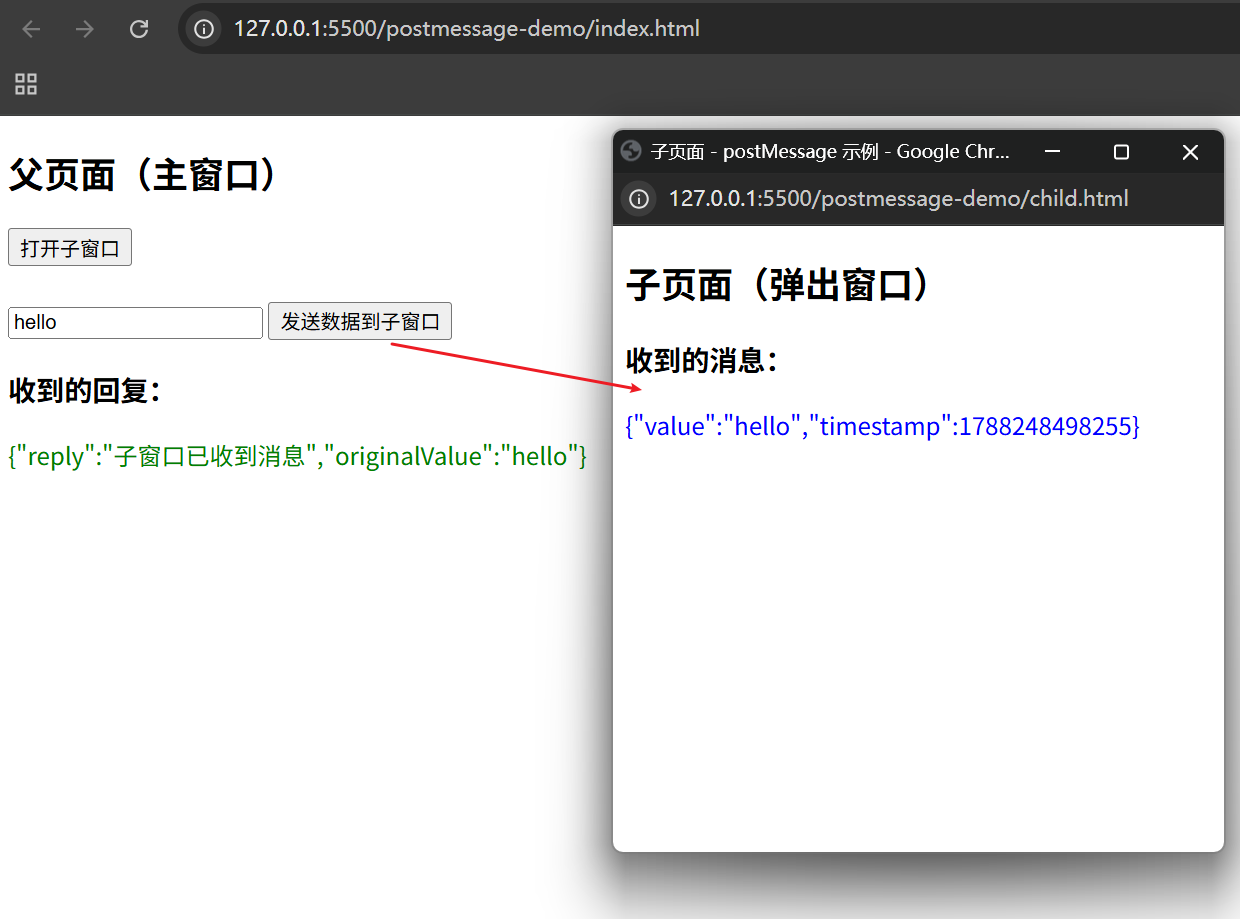 127.0.0.1:5500/postmessage-demo/index.html
父页面（主窗口）
打开子窗口
hello
发送数据到子窗口
收到的回复：
{"reply":"子窗口已收到消息","originalValue":"hello"}
子页面 - postMessage 示例 - Google Chr...
127.0.0.1:5500/postmessage-demo/child.html
子页面（弹出窗口）
收到的消息：
{"value":"hello","timestamp":1788248498255}